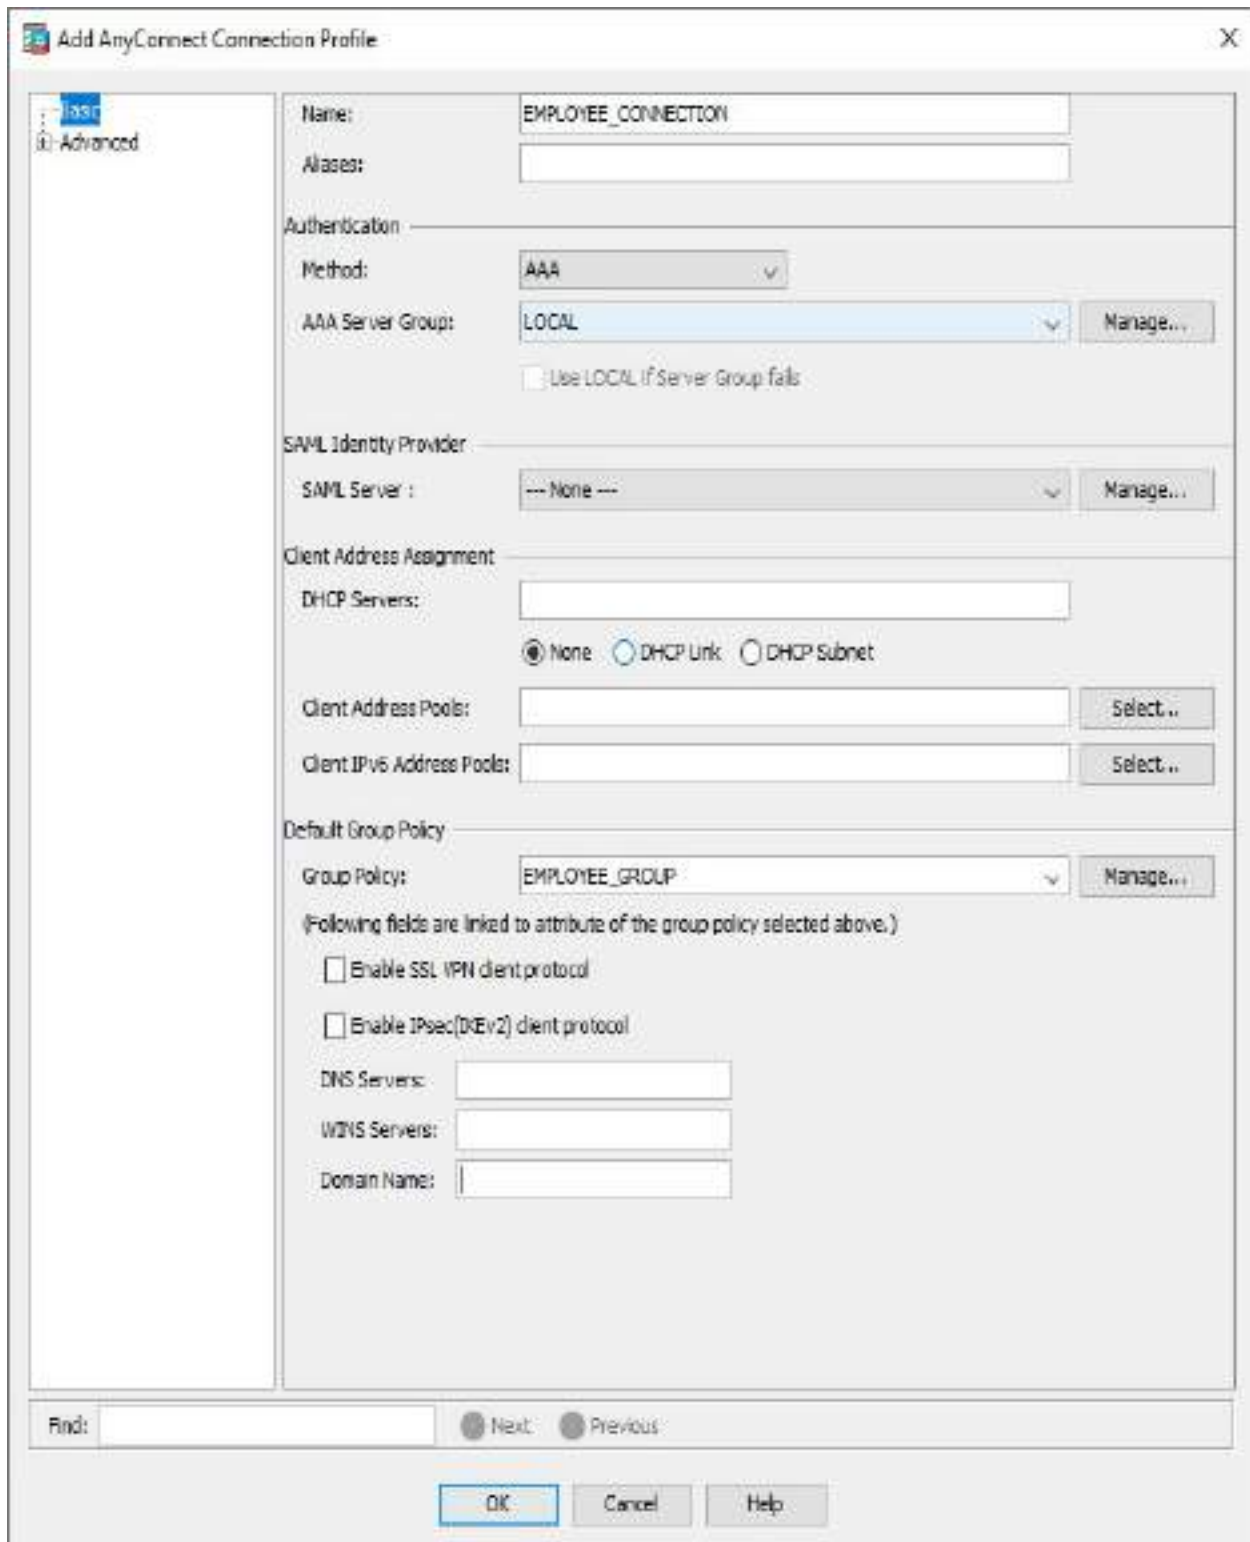 Add AnyConnect Connection Profile X
Basic
Advanced
Name: EMPLOYEE_CONNECTION
Aliases:
Authentication
Method: AAA
AAA Server Group: LOCAL Manage...
Use LOCAL if Server Group fails
SAML Identity Provider
SAML Server : --- None --- Manage...
Client Address Assignment
DHCP Servers:
None DHCP Link DHCP Subnet
Client Address Pools: Select...
Client IPv6 Address Pools: Select...
Default Group Policy
Group Policy: EMPLOYEE_GROUP Manage...
(Following fields are linked to attribute of the group policy selected above.)
Enable SSL VPN client protocol
Enable IPsec(IKEv2) client protocol
DNS Servers:
WINS Servers:
Domain Name:
Find: Next Previous
OK Cancel Help